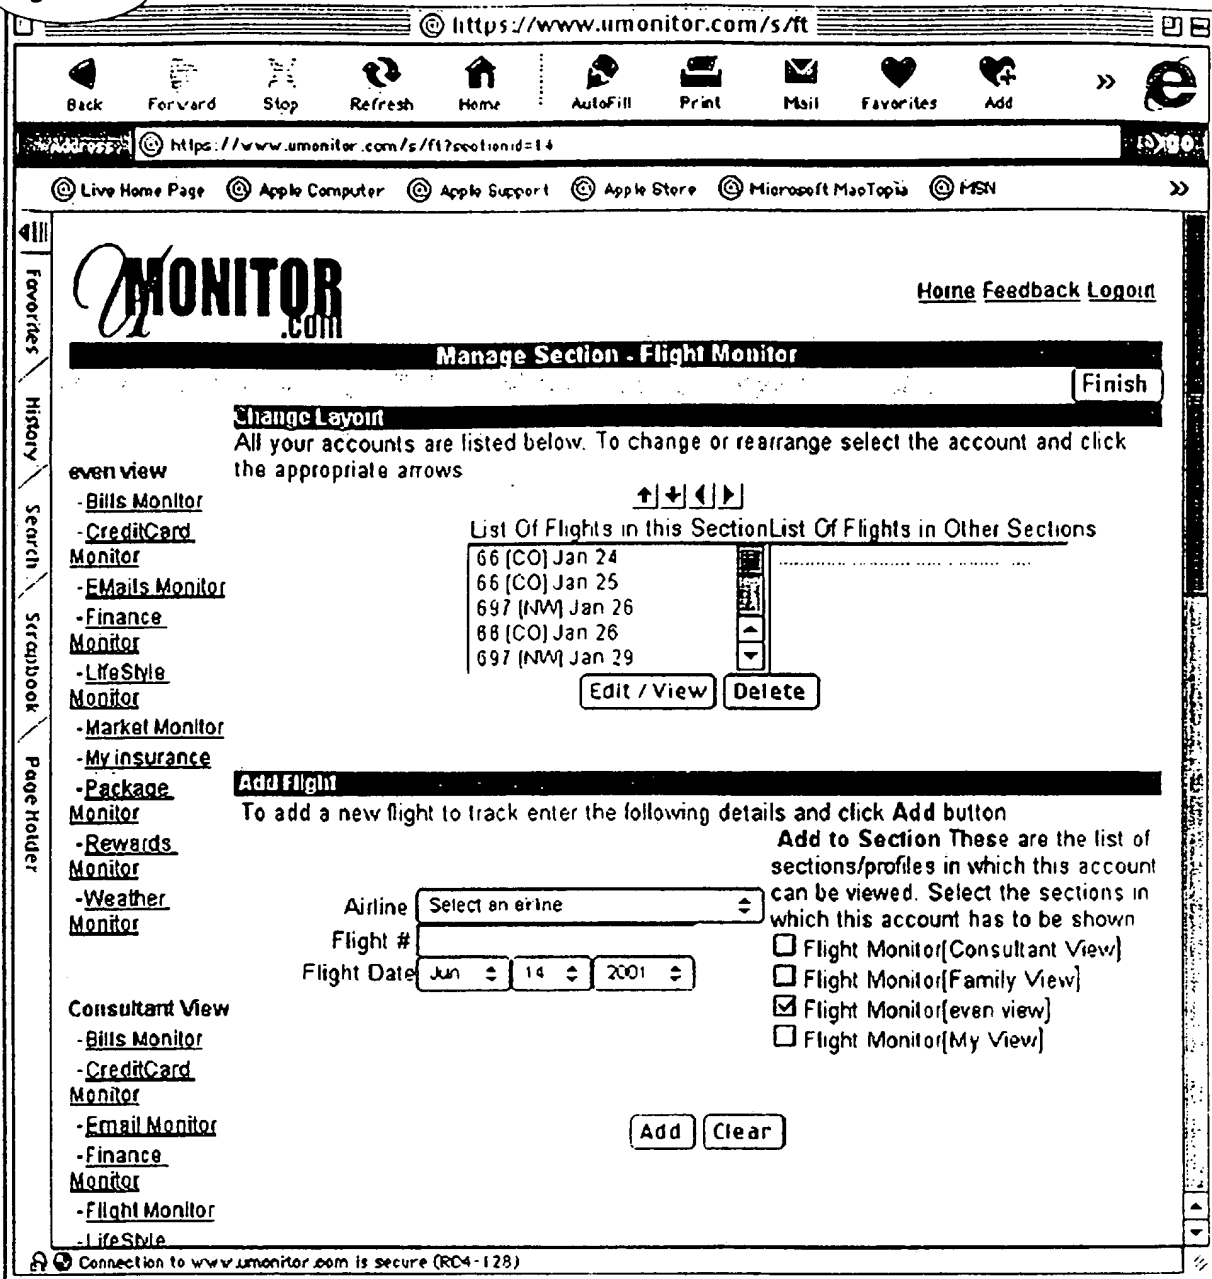 https://www.umonitor.com/s/ft
Back Forward Stop Refresh Home AutoFill Print Mail Favorites Add »
Address https://www.umonitor.com/s/ft?sectionid=14
Live Home Page Apple Computer Apple Support Apple Store Microsoft MacTopia MSN »
Favorites
History
Search
Scrapbook
Page Holder
UMONITOR
.com
Home Feedback Logout
Manage Section - Flight Monitor
Finish
Change Layout
All your accounts are listed below. To change or rearrange select the account and click
the appropriate arrows
List Of Flights in this Section List Of Flights in Other Sections
66 [CO] Jan 24
66 [CO] Jan 25
697 [NW] Jan 26
66 [CO] Jan 26
697 [NW] Jan 29
Edit / View Delete
even view
- Bills Monitor
- CreditCard
Monitor
- EMails Monitor
- Finance
Monitor
- LifeStyle
Monitor
- Market Monitor
- My insurance
- Package
Monitor
- Rewards
Monitor
- Weather
Monitor
Add Flight
To add a new flight to track enter the following details and click Add button
Add to Section These are the list of
sections/profiles in which this account
can be viewed. Select the sections in
which this account has to be shown
Airline Select an airline
Flight #
Flight Date Jun 14 2001
Flight Monitor[Consultant View]
Flight Monitor[Family View]
Flight Monitor[even view]
Flight Monitor[My View]
Add Clear
Consultant View
- Bills Monitor
- CreditCard
Monitor
- Email Monitor
- Finance
Monitor
- Flight Monitor
- LifeStyle
Connection to www.umonitor.com is secure (RC4-128)